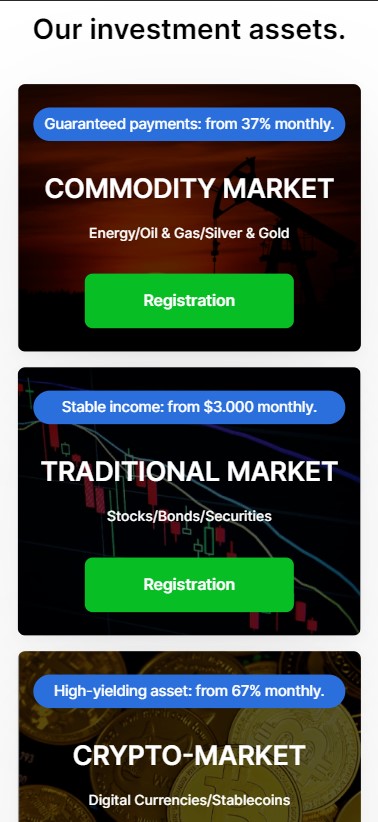 Our investment assets.
Guaranteed payments: from 37% monthly.
COMMODITY MARKET
Energy/Oil & Gas/Silver & Gold
Registration
Stable income: from $3.000 monthly.
TRADITIONAL MARKET
Stocks/Bonds/Securities
Registration
High-yielding asset: from 67% monthly.
CRYPTO-MARKET
Digital Currencies/Stablecoins